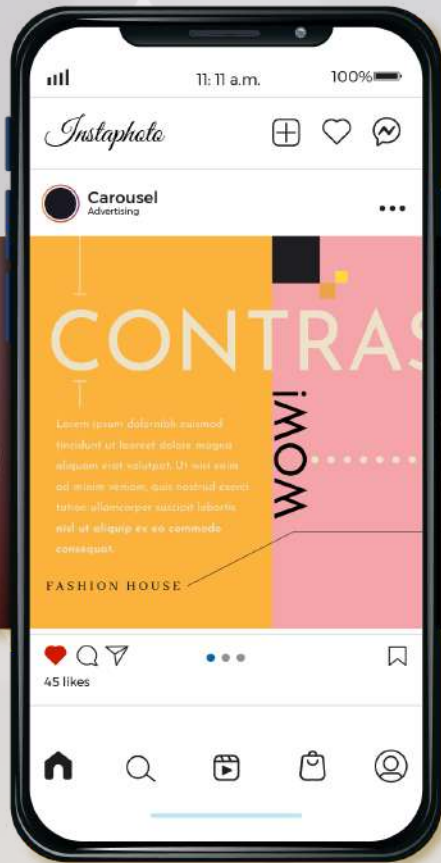 11: 11 a.m.
100%
Instaphoto
Carousel
Advertising
CONTRAS
WOW!
Lorem ipsum dolornibh euismod
tincidunt ut laoreet dolore magna
aliquam erat volutpat. Ut wisi enim
ad minim veniam, quis nostrud exerci
tation ullamcorper suscipit lobortis
nisl ut aliquip ex ea commodo
consequat.
FASHION HOUSE
45 likes